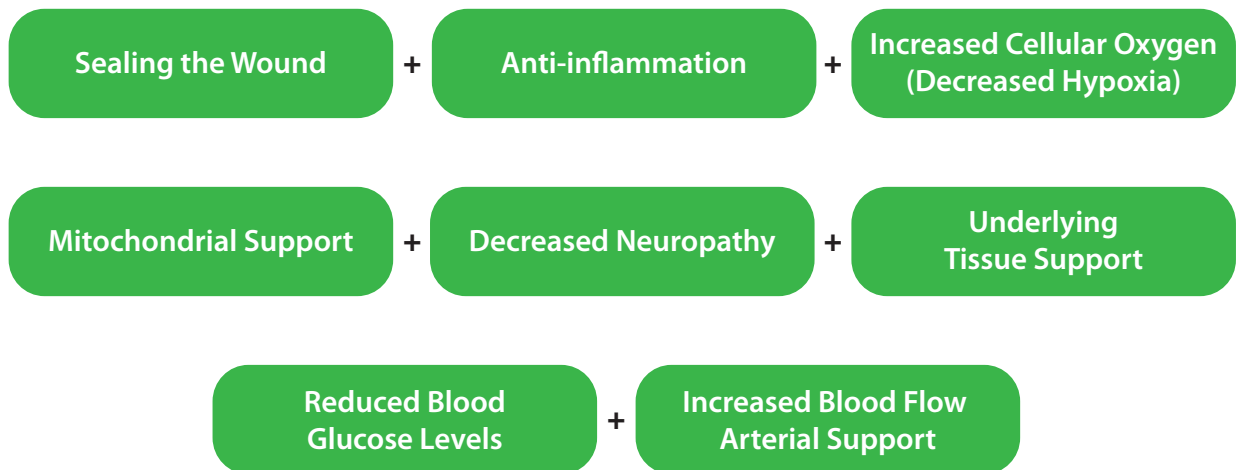 Sealing the Wound + Anti-inflammation + Increased Cellular Oxygen
(Decreased Hypoxia)
Mitochondrial Support + Decreased Neuropathy + Underlying
Tissue Support
Reduced Blood
Glucose Levels + Increased Blood Flow
Arterial Support